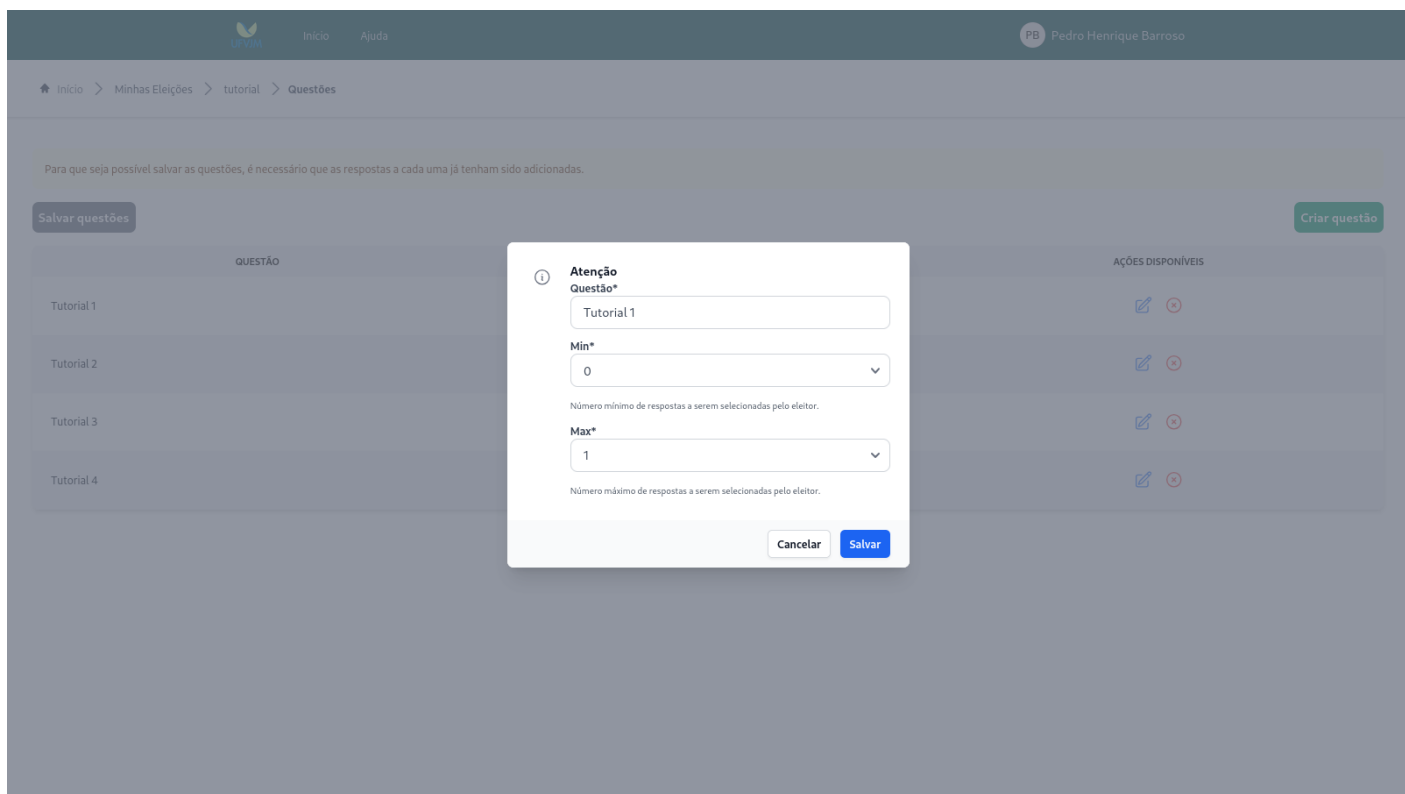 UFVJM
Início
Ajuda
PB
Pedro Henrique Barroso
Início
Minhas Eleições
tutorial
Questões
Para que seja possível salvar as questões, é necessário que as respostas a cada uma já tenham sido adicionadas.
Salvar questões
Criar questão
QUESTÃO
AÇÕES DISPONÍVEIS
Tutorial 1
Tutorial 2
Tutorial 3
Tutorial 4
Atenção
Questão*
Tutorial 1
Min*
0
Número mínimo de respostas a serem selecionadas pelo eleitor.
Max*
1
Número máximo de respostas a serem selecionadas pelo eleitor.
Cancelar
Salvar